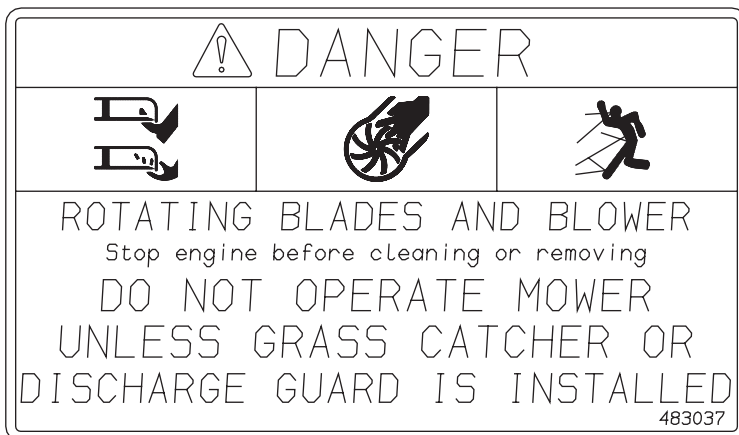 DANGER
ROTATING BLADES AND BLOWER
Stop engine before cleaning or removing
DO NOT OPERATE MOWER
UNLESS GRASS CATCHER OR
DISCHARGE GUARD IS INSTALLED
483037